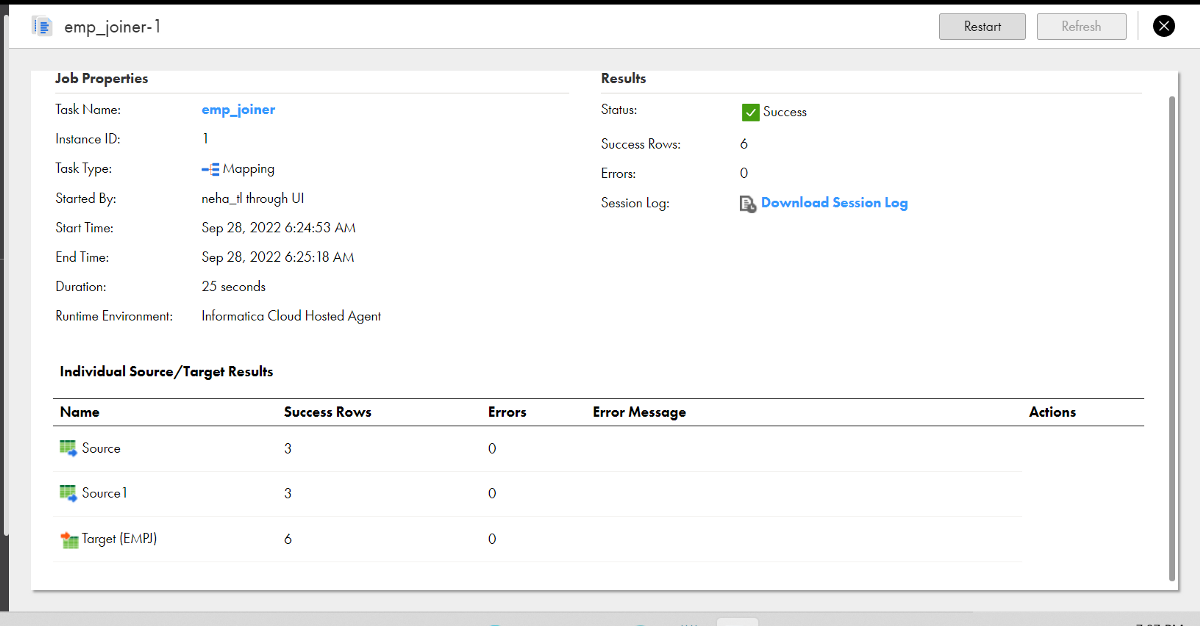 emp_joiner-1
Restart
Refresh
Job Properties
Task Name: emp_joiner
Instance ID: 1
Task Type: Mapping
Started By: neha_tl through UI
Start Time: Sep 28, 2022 6:24:53 AM
End Time: Sep 28, 2022 6:25:18 AM
Duration: 25 seconds
Runtime Environment: Informatica Cloud Hosted Agent
Results
Status: Success
Success Rows: 6
Errors: 0
Session Log: Download Session Log
Individual Source/Target Results
Name Success Rows Errors Error Message Actions
Source 3 0
Source1 3 0
Target (EMPJ) 6 0